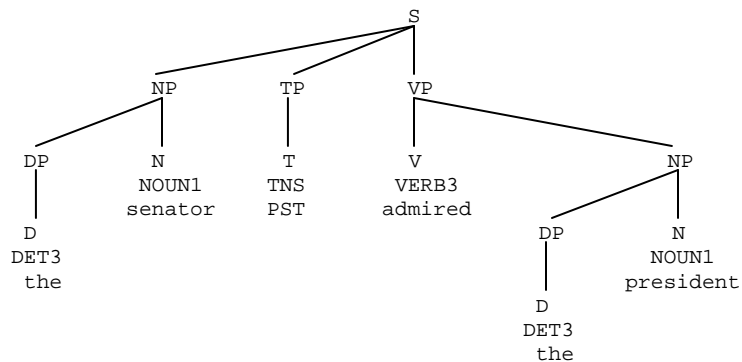 S
NP TP VP
DP N T V NP
NOUN1 TNS VERB3
senator PST admired
D DP N
DET3 NOUN1
the president
D
DET3
the